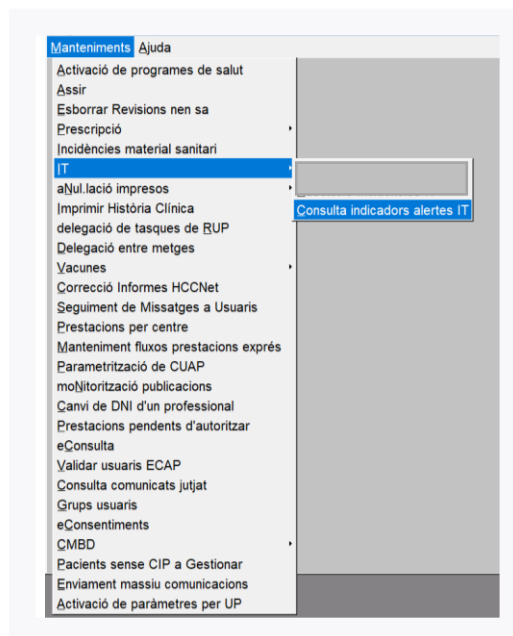 Manteniments Ajuda
Activació de programes de salut
Assir
Esborrar Revisions nen sa
Prescripció
Incidències material sanitari
IT
aNul.lació impresos
Consulta indicadors alertes IT
Imprimir Història Clínica
delegació de tasques de RUP
Delegació entre metges
Vacunes
Correcció Informes HCCNet
Seguiment de Missatges a Usuaris
Prestacions per centre
Manteniment fluxos prestacions exprés
Parametrització de CUAP
moNitorització publicacions
Canvi de DNI d'un professional
Prestacions pendents d'autoritzar
eConsulta
Validar usuaris ECAP
Consulta comunicats jutjat
Grups usuaris
eConsentiments
CMBD
Pacients sense CIP a Gestionar
Enviament massiu comunicacions
Activació de paràmetres per UP